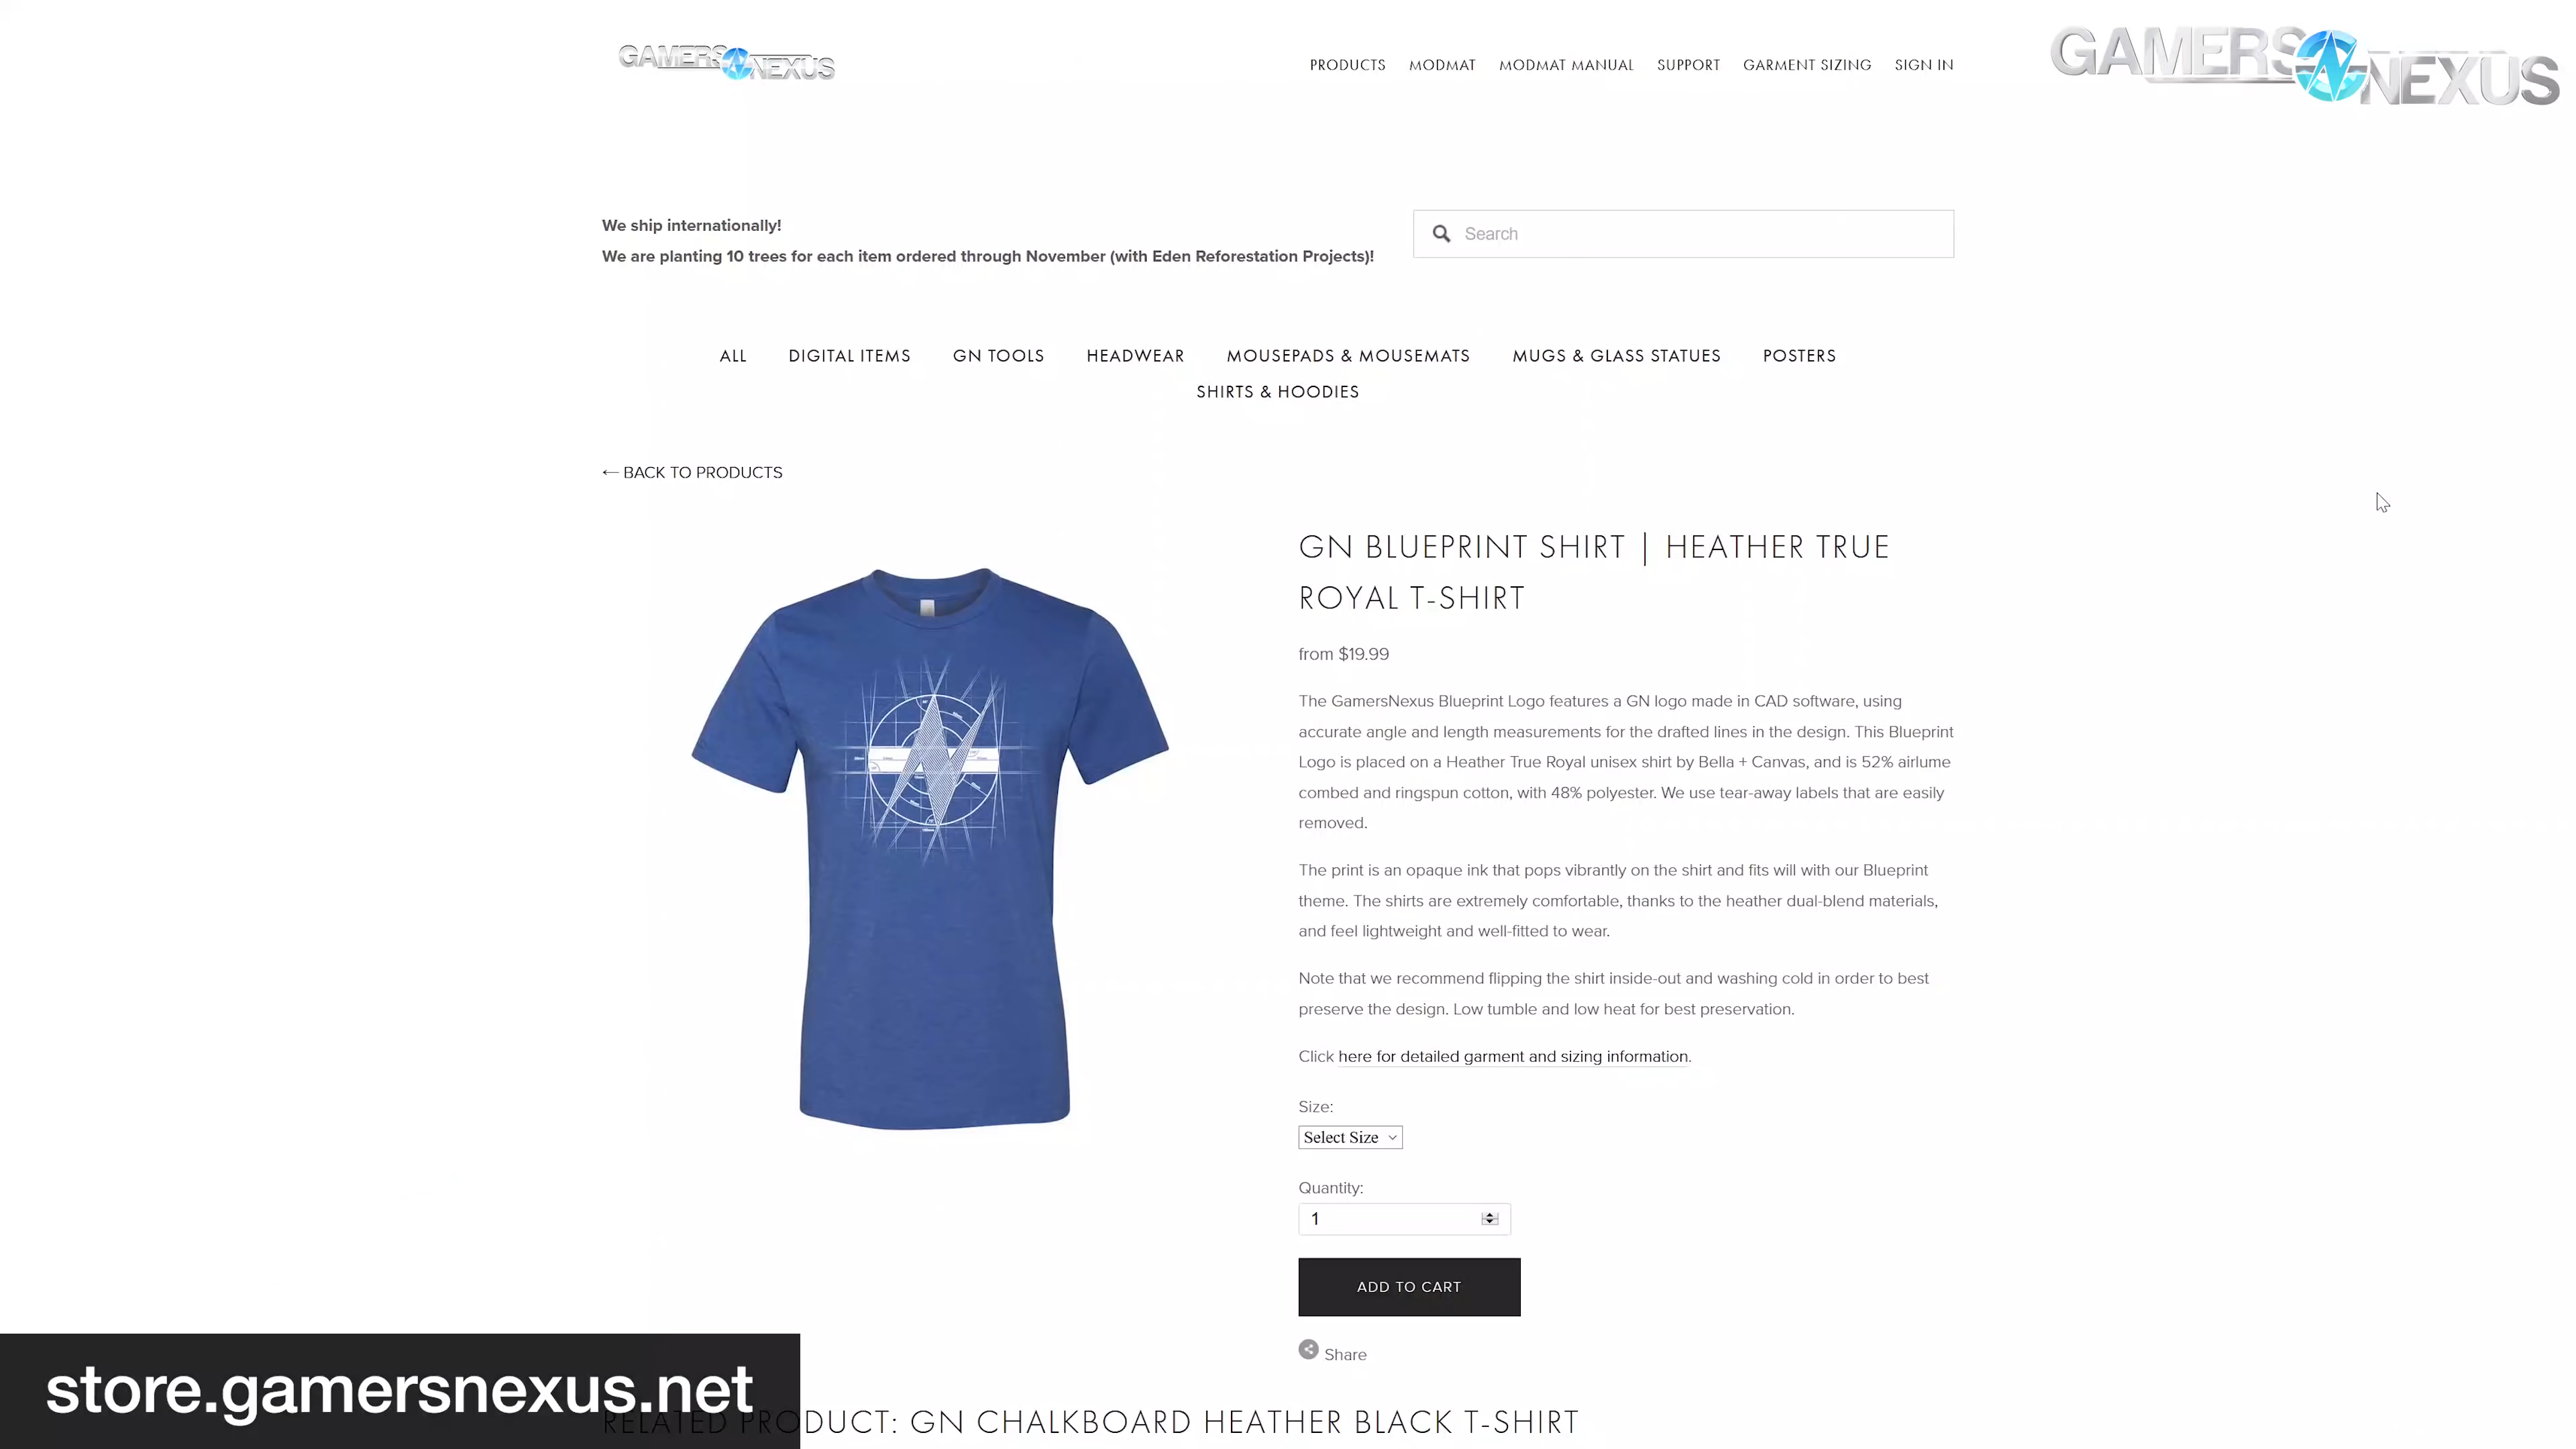 GAMERS NEXUS
PRODUCTS MODMAT MODMAT MANUAL SUPPORT GARMENT SIZING SIGN IN
GAMERS NEXUS
We ship internationally!
We are planting 10 trees for each item ordered through November (with Eden Reforestation Projects)!
Search
ALL DIGITAL ITEMS GN TOOLS HEADWEAR MOUSEPADS & MOUSEMATS MUGS & GLASS STATUES POSTERS
SHIRTS & HOODIES
← BACK TO PRODUCTS
GN BLUEPRINT SHIRT | HEATHER TRUE
ROYAL T-SHIRT
from $19.99
The GamersNexus Blueprint Logo features a GN logo made in CAD software, using
accurate angle and length measurements for the drafted lines in the design. This Blueprint
Logo is placed on a Heather True Royal unisex shirt by Bella + Canvas, and is 52% airlume
combed and ringspun cotton, with 48% polyester. We use tear-away labels that are easily
removed.
The print is an opaque ink that pops vibrantly on the shirt and fits will with our Blueprint
theme. The shirts are extremely comfortable, thanks to the heather dual-blend materials,
and feel lightweight and well-fitted to wear.
Note that we recommend flipping the shirt inside-out and washing cold in order to best
preserve the design. Low tumble and low heat for best preservation.
Click here for detailed garment and sizing information.
Size:
Select Size
Quantity:
1
ADD TO CART
Share
store.gamersnexus.net
RELATED PRODUCT: GN CHALKBOARD HEATHER BLACK T-SHIRT